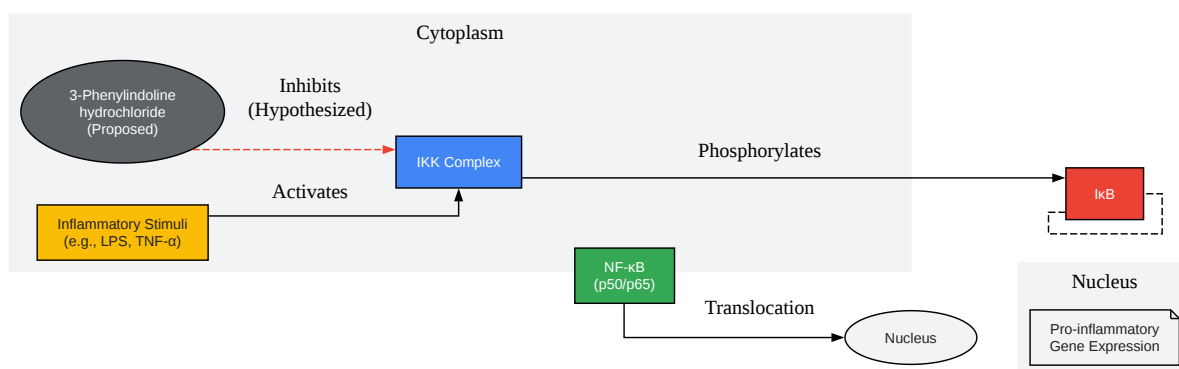 Cytoplasm
3-Phenylindoline
hydrochloride
(Proposed)
Inhibits
(Hypothesized)
IKK Complex
Phosphorylates
Activates
IκB
Inflammatory Stimuli
(e.g., LPS, TNF-α)
NF-κB
(p50/p65)
Translocation
Nucleus
Nucleus
Pro-inflammatory
Gene Expression